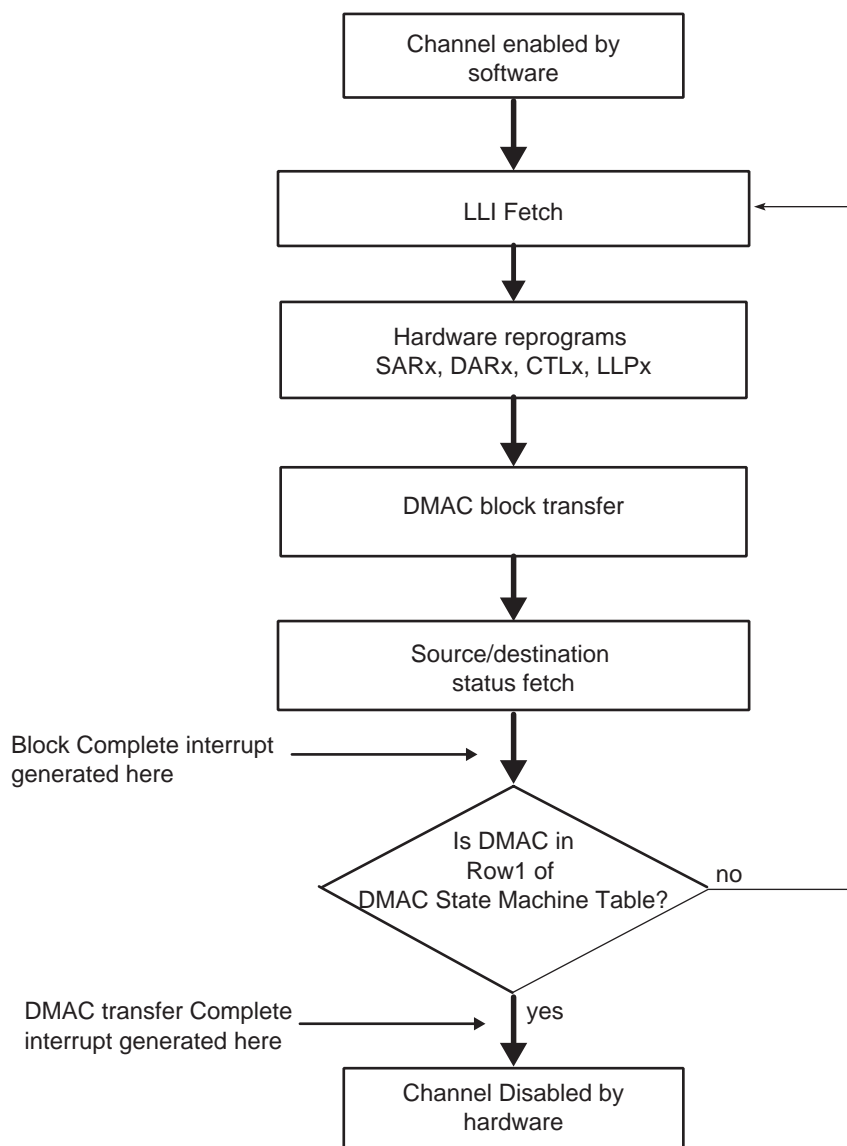 Channel enabled by
software
LLI Fetch
Hardware reprograms
SARx, DARx, CTLx, LLPx
DMAC block transfer
Source/destination
status fetch
Block Complete interrupt
generated here
Is DMAC in
Row1 of
DMAC State Machine Table?
no
DMAC transfer Complete
interrupt generated here
yes
Channel Disabled by
hardware